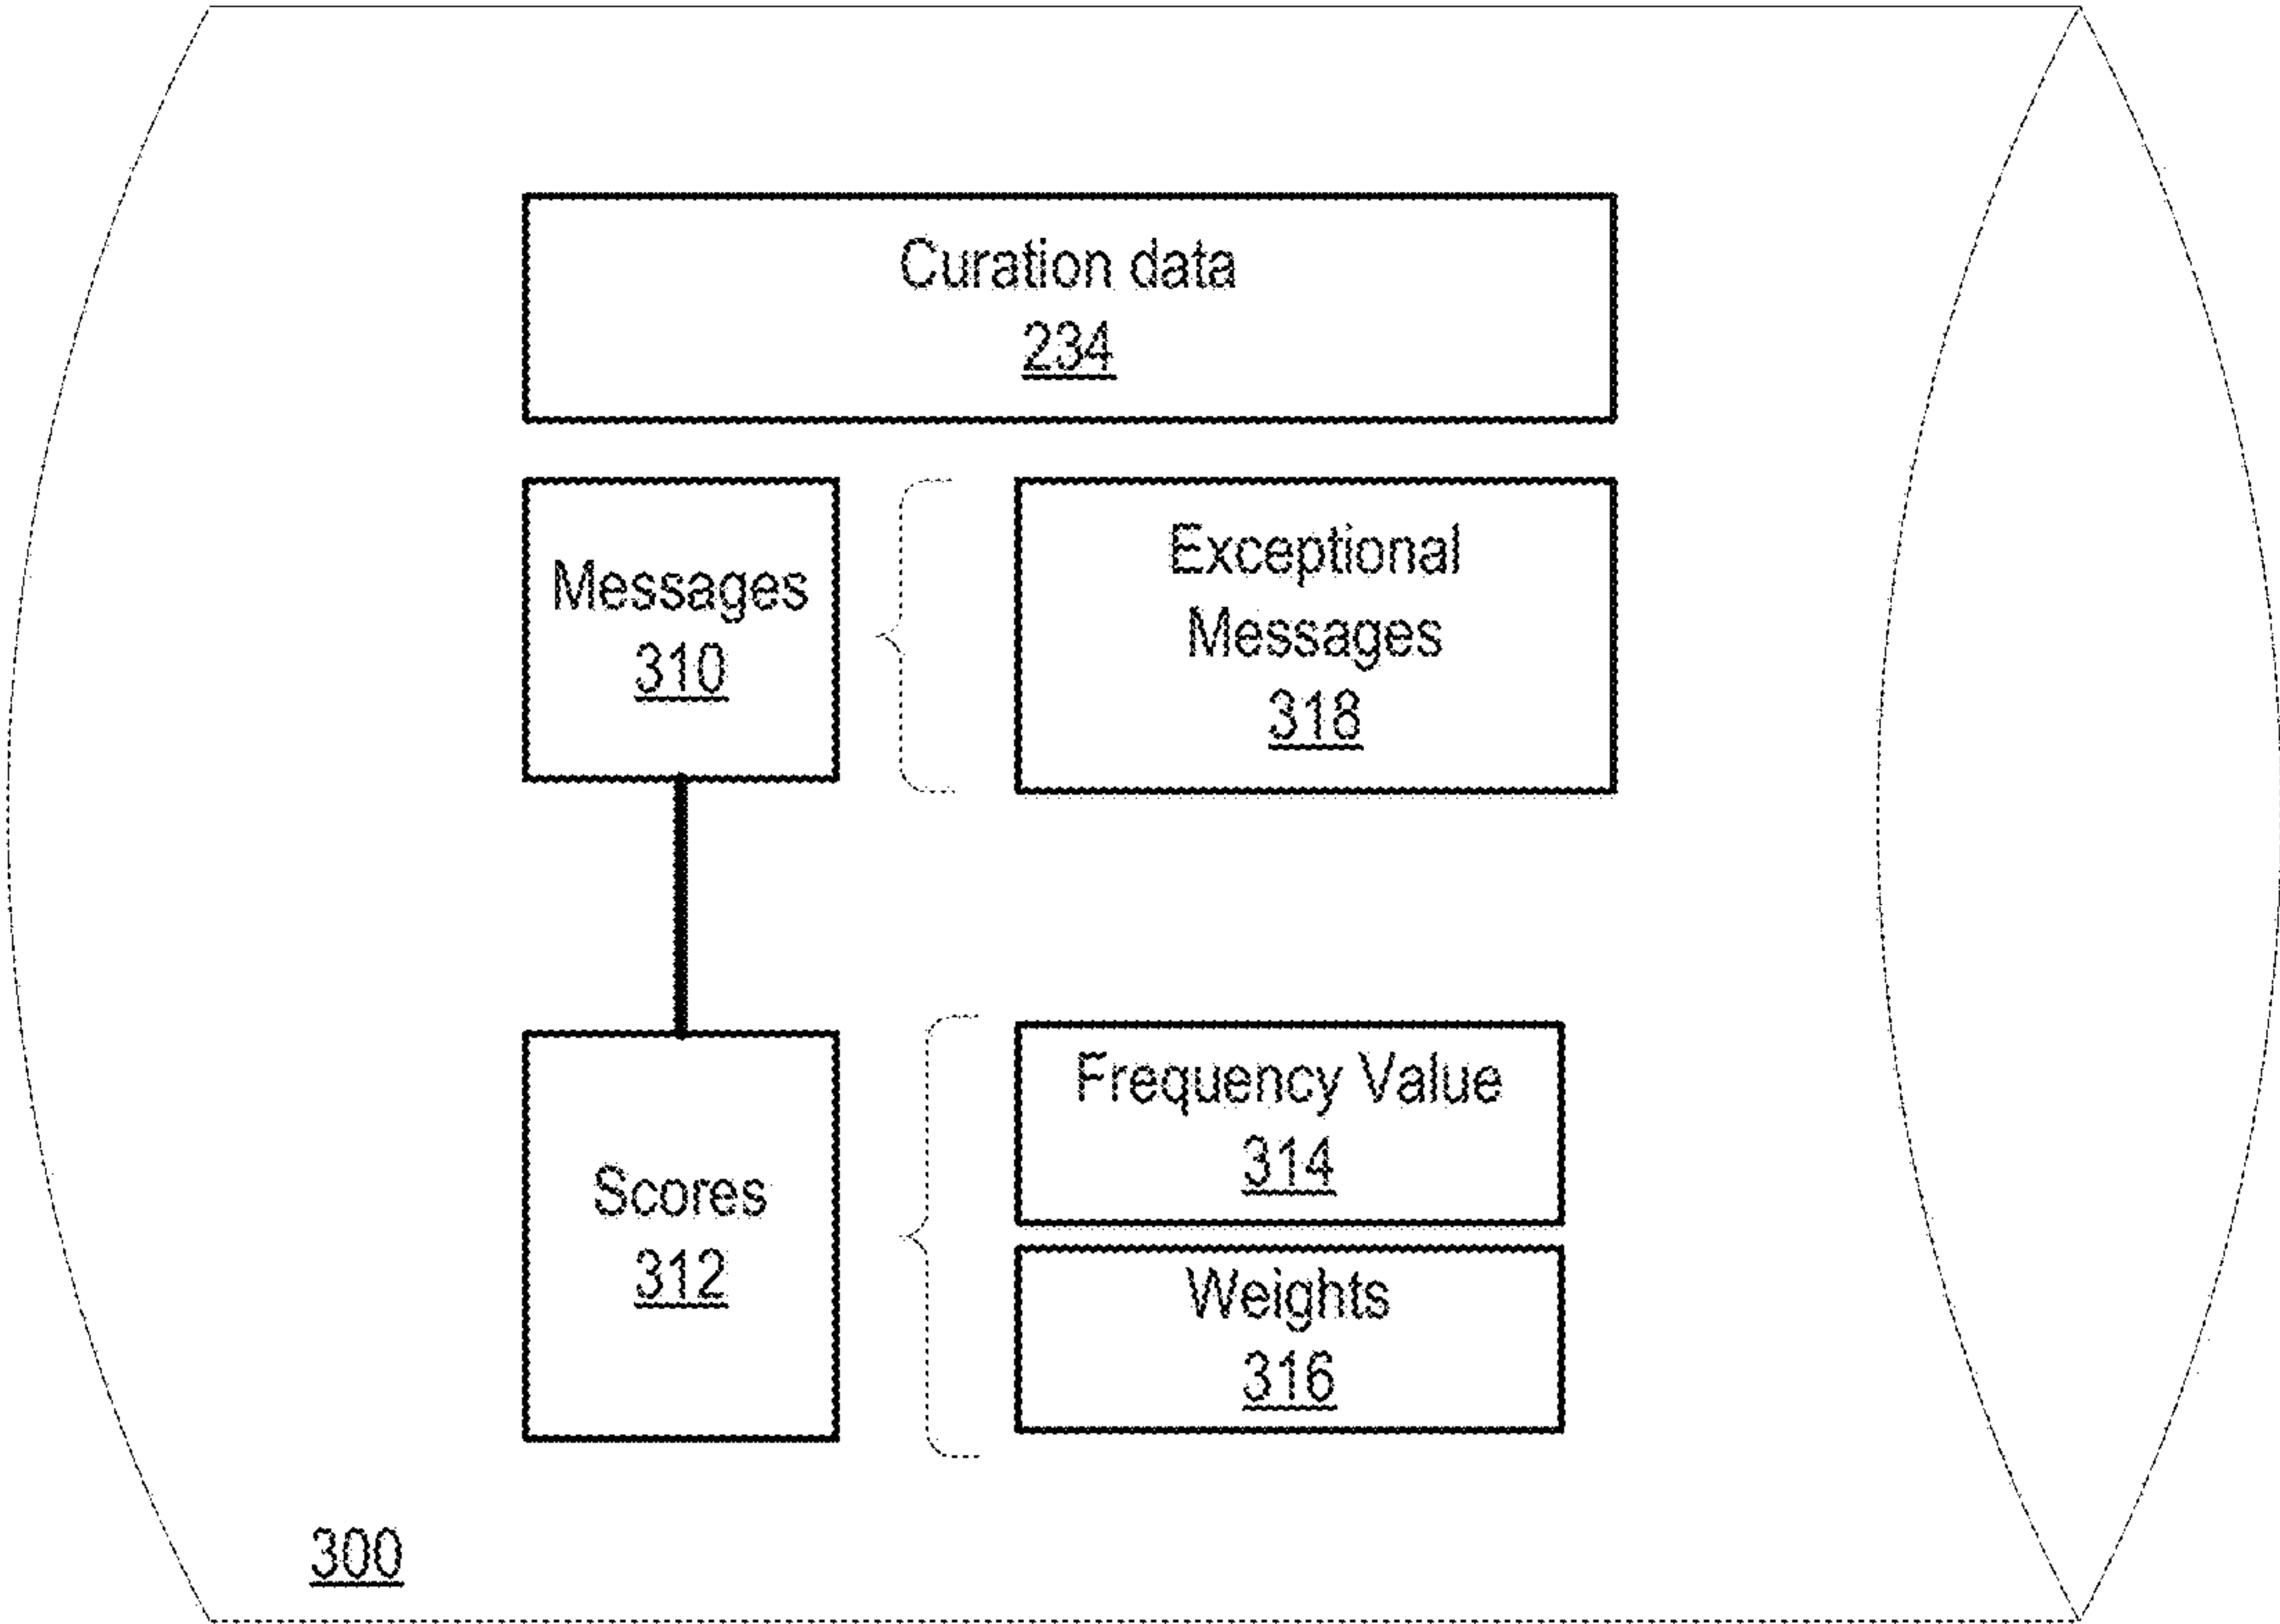 Curation data
234
Messages
310
Exceptional
Messages
318
Scores
312
Frequency Value
314
Weights
316
300